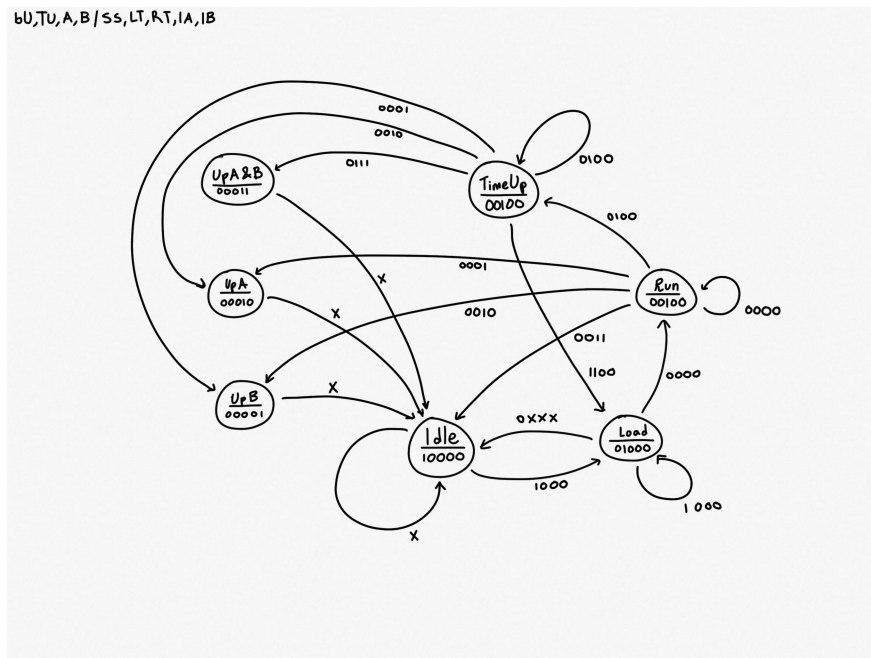 bU,TU,A,B/SS,LT,RT,IA,IB
0001
0010
0111
0100
UpA&B
00011
TimeUp
00100
0100
0001
X
UpA
00010
X
Run
00100
0000
0010
0011
1100
0000
UpB
00001
X
Idle
10000
0XXX
Load
01000
1000
1000
X